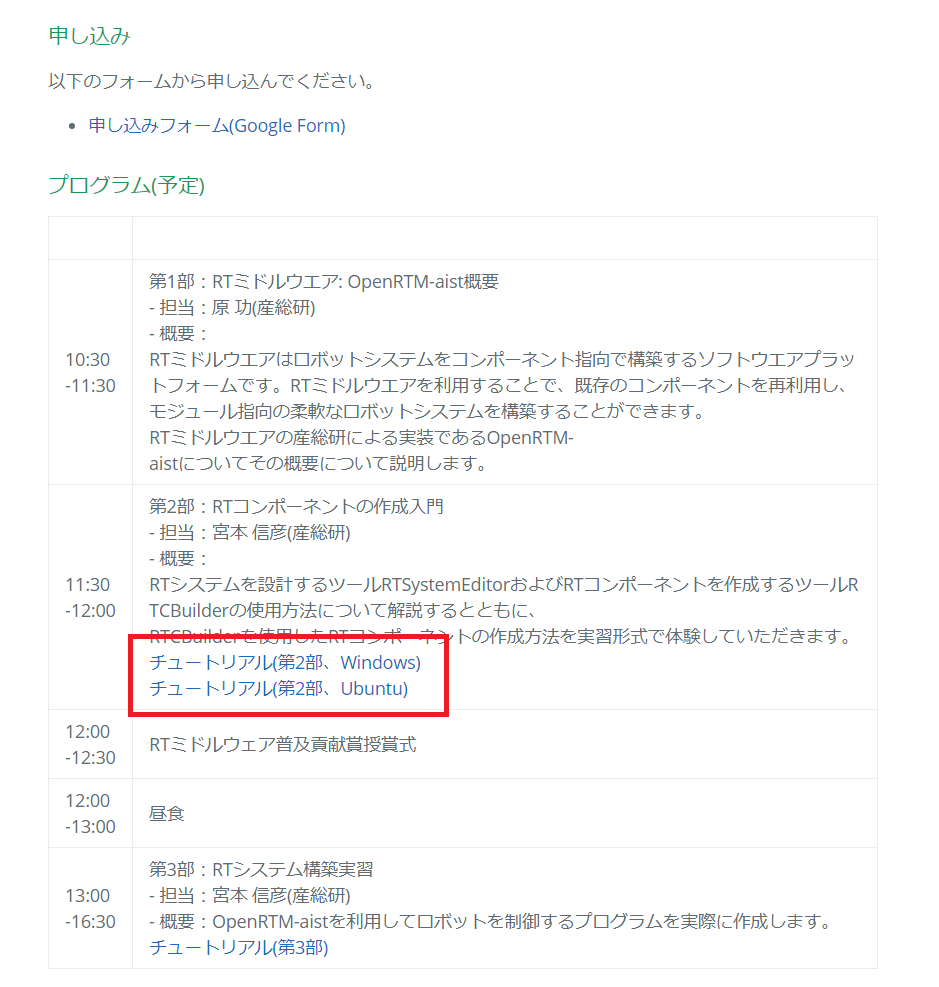 申し込み
以下のフォームから申し込んでください。
• 申し込みフォーム(Google Form)
プログラム(予定)
10:30
-11:30
第1部：RTミドルウエア: OpenRTM-aist概要
- 担当：原 功(産総研)
- 概要：
RTミドルウエアはロボットシステムをコンポーネント指向で構築するソフトウエアプラッ
トフォームです。RTミドルウエアを利用することで、既存のコンポーネントを再利用し、
モジュール指向の柔軟なロボットシステムを構築することができます。
RTミドルウエアの産総研による実装であるOpenRTM-
aistについてその概要について説明します。
11:30
-12:00
第2部：RTコンポーネントの作成入門
- 担当：宮本 信彦(産総研)
- 概要：
RTシステムを設計するツールRTSystemEditorおよびRTコンポーネントを作成するツールR
TCBuilderの使用方法について解説するとともに、
RTCBuilderを使用したRTコンポーネントの作成方法を実習形式で体験していただきます。
チュートリアル(第2部、Windows)
チュートリアル(第2部、Ubuntu)
12:00
-12:30
RTミドルウェア普及貢献賞授賞式
12:00
-13:00
昼食
13:00
-16:30
第3部：RTシステム構築実習
- 担当：宮本 信彦(産総研)
- 概要：OpenRTM-aistを利用してロボットを制御するプログラムを実際に作成します。
チュートリアル(第3部)